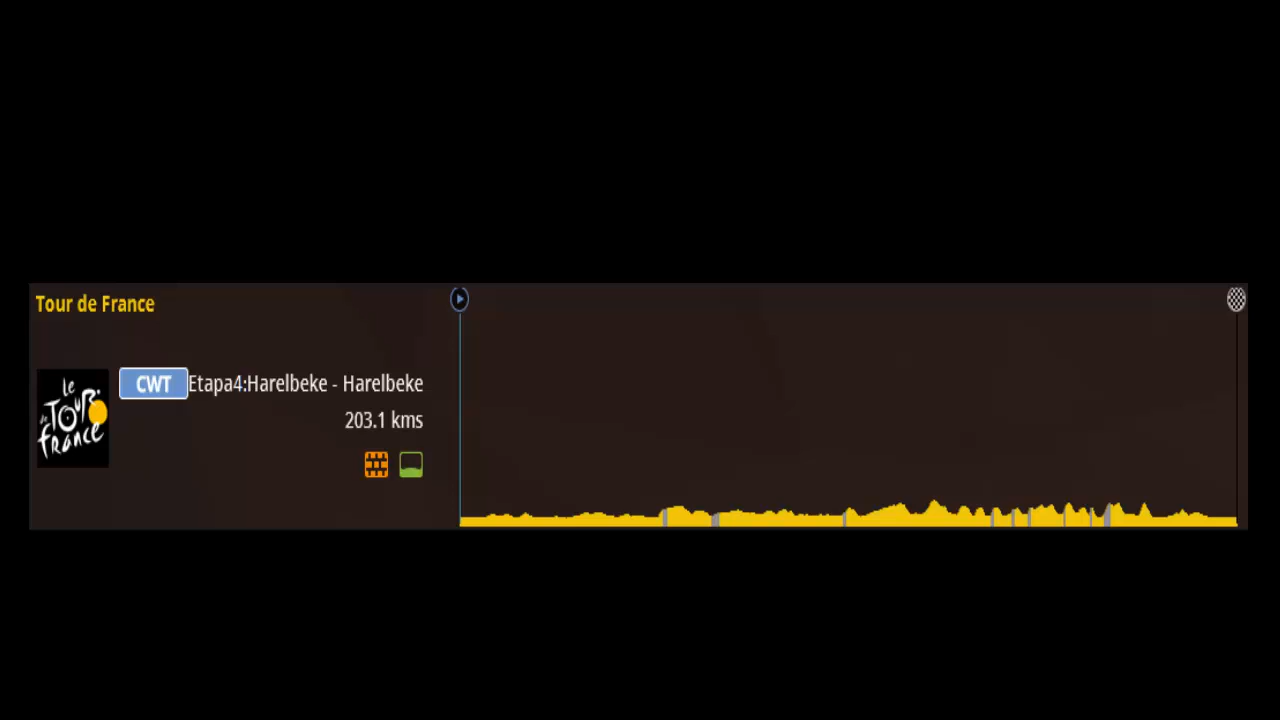 Tour de France
Le
de TOUR
France
CWT Etapa4:Harelbeke - Harelbeke
203.1 kms